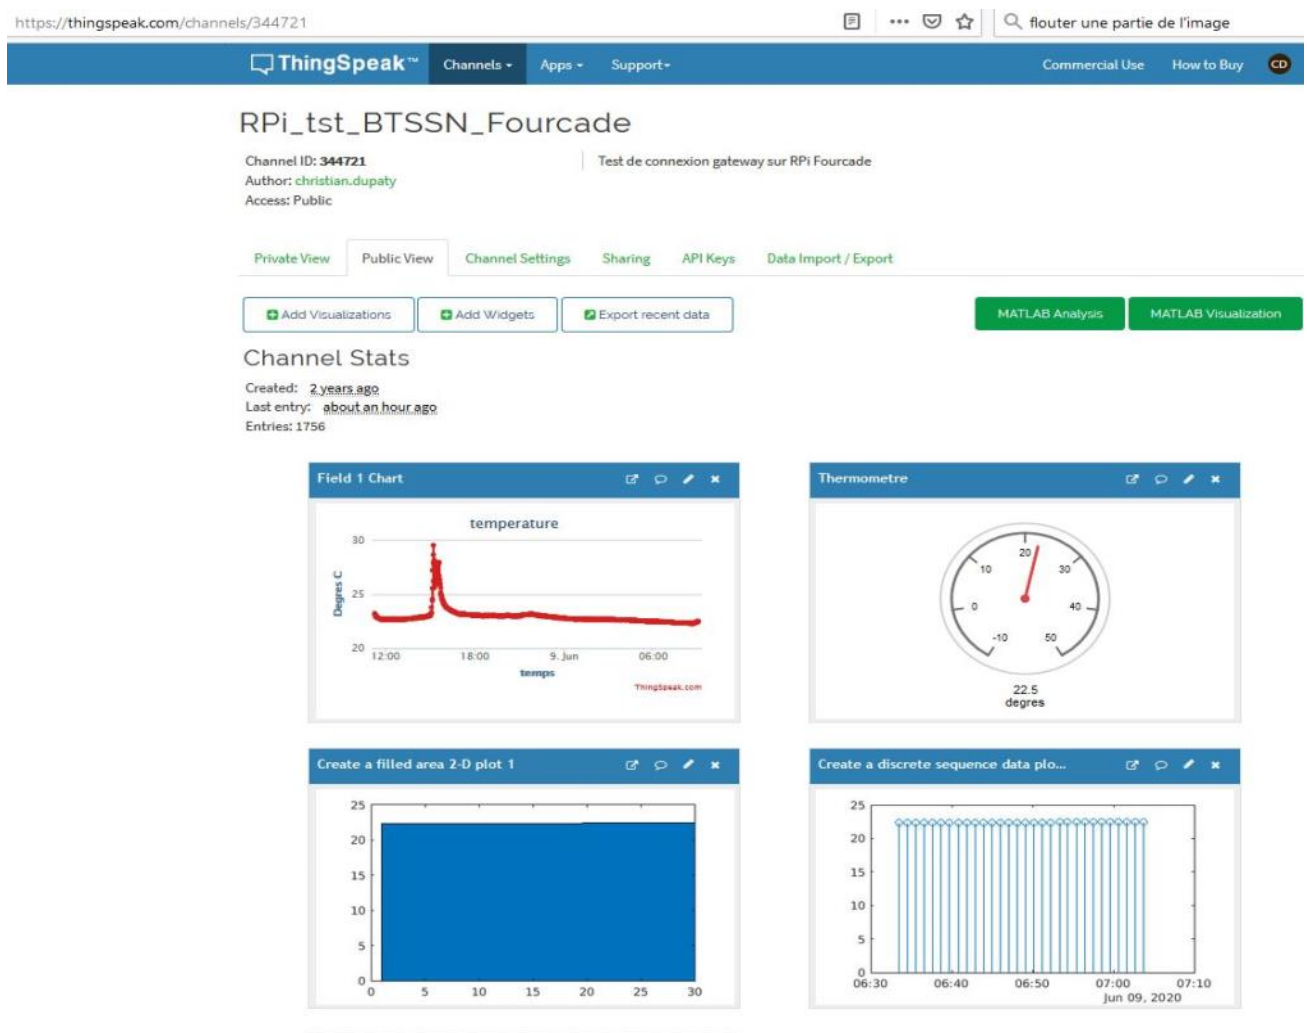 https://thingspeak.com/channels/344721
flouter une partie de l'image
ThingSpeak™ Channels Apps Support Commercial Use How to Buy CD
RPi_tst_BTSSN_Fourcade
Channel ID: 344721
Author: christian.dupaty
Access: Public
Test de connexion gateway sur RPi Fourcade
Private View Public View Channel Settings Sharing API Keys Data Import / Export
Add Visualizations Add Widgets Export recent data MATLAB Analysis MATLAB Visualization
Channel Stats
Created: 2 years ago
Last entry: about an hour ago
Entries: 1756
Field 1 Chart
temperature
Degres C
30
25
20
12:00 18:00 9. Jun 06:00
temps
ThingSpeak.com
Thermometre
-10 0 10 20 30 40 50
22.5
degres
Create a filled area 2-D plot 1
25
20
15
10
5
0
0 5 10 15 20 25 30
Create a discrete sequence data plo...
25
20
15
10
5
0
06:30 06:40 06:50 07:00 07:10
Jun 09, 2020